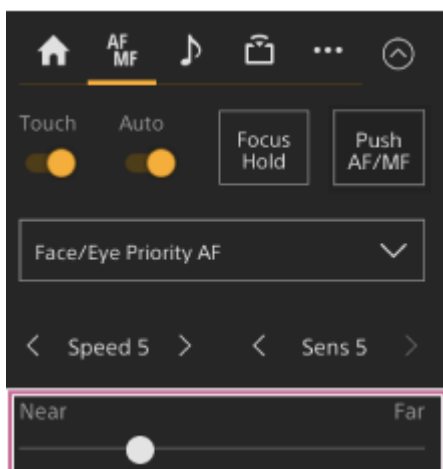 AF
MF
Touch Auto
Focus
Hold
Push
AF/MF
Face/Eye Priority AF
Speed 5 Sens 5
Near Far